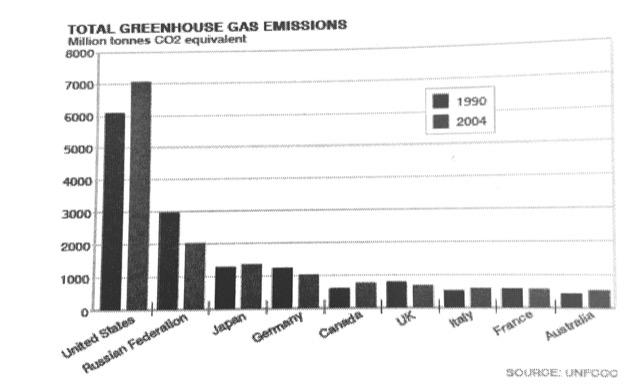 TOTAL GREENHOUSE GAS EMISSIONS
Million tonnes CO2 equivalent
8000
7000
6000
5000
4000
3000
2000
1000
0
1990
2004
United States
Russian Federation
Japan
Germany
Canada
UK
Italy
France
Australia
SOURCE: UNFCCC